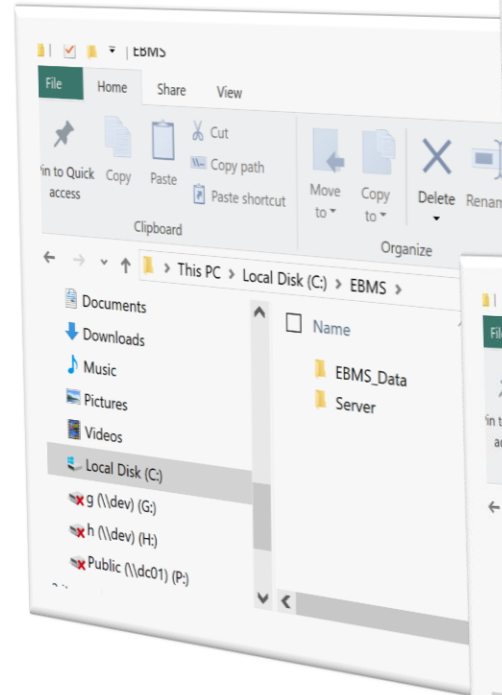 EBMS
File Home Share View
Copy
Paste
Cut
Copy path
Paste shortcut
Move to
Copy to
Delete
in to Quick access
Clipboard
Organize
This PC > Local Disk (C:) > EBMS >
Documents
Downloads
Music
Pictures
Videos
Local Disk (C:)
g (\\dev) (G:)
h (\\dev) (H:)
Public (\\dc01) (P:)
Name
EBMS_Data
Server